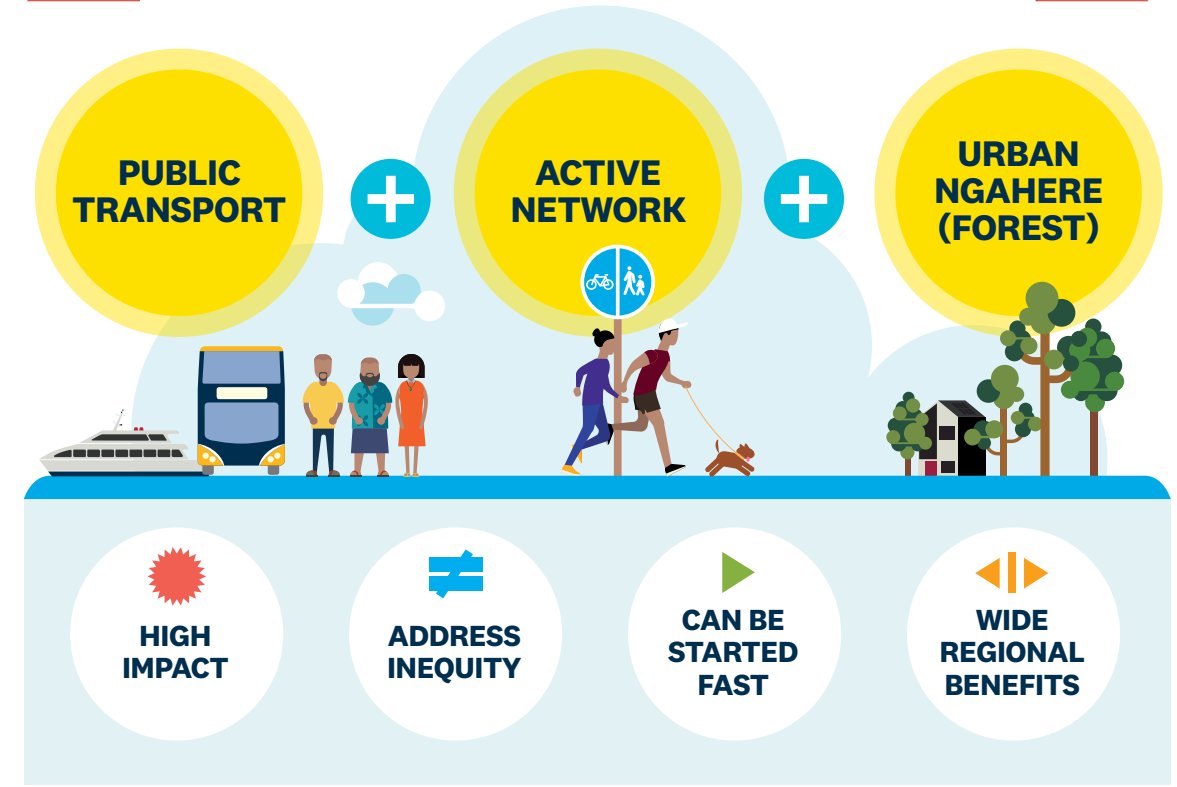 PUBLIC
TRANSPORT
ACTIVE
NETWORK
URBAN
NGAHERE
(FOREST)
HIGH
IMPACT
ADDRESS
INEQUITY
CAN BE
STARTED
FAST
WIDE
REGIONAL
BENEFITS